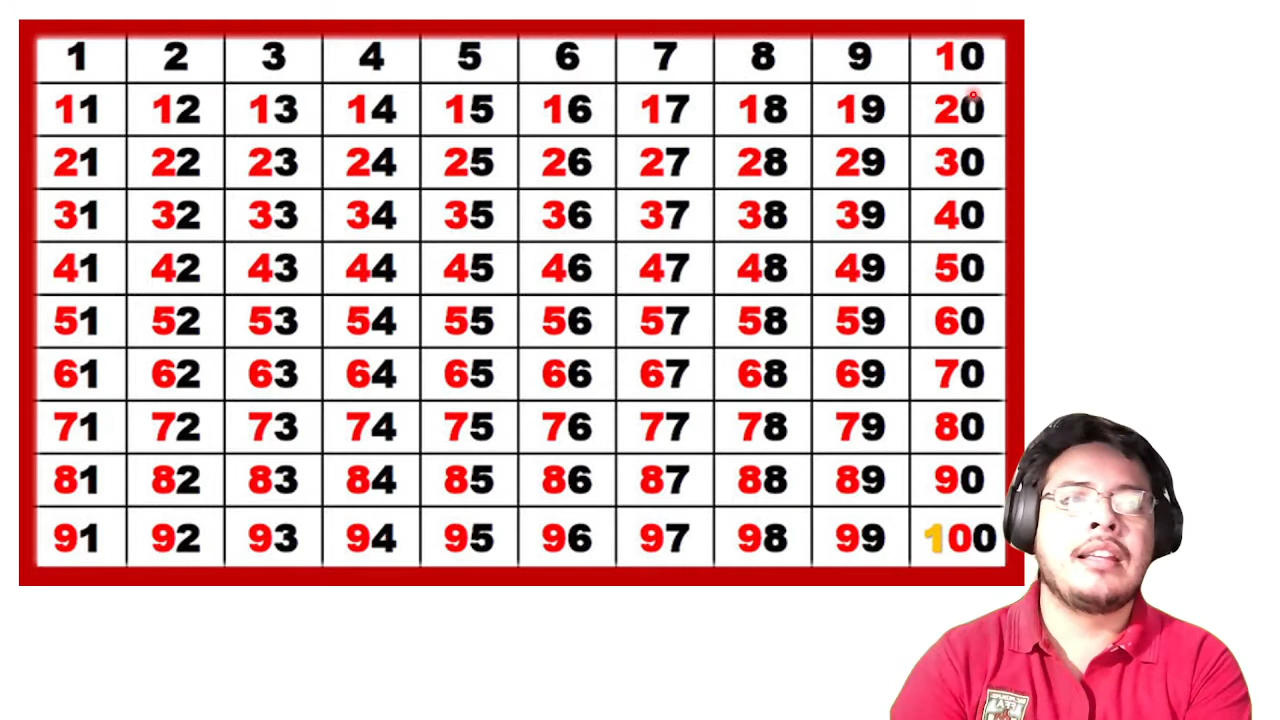 1 2 3 4 5 6 7 8 9 10
11 12 13 14 15 16 17 18 19 20
21 22 23 24 25 26 27 28 29 30
31 32 33 34 35 36 37 38 39 40
41 42 43 44 45 46 47 48 49 50
51 52 53 54 55 56 57 58 59 60
61 62 63 64 65 66 67 68 69 70
71 72 73 74 75 76 77 78 79 80
81 82 83 84 85 86 87 88 89 90
91 92 93 94 95 96 97 98 99 100